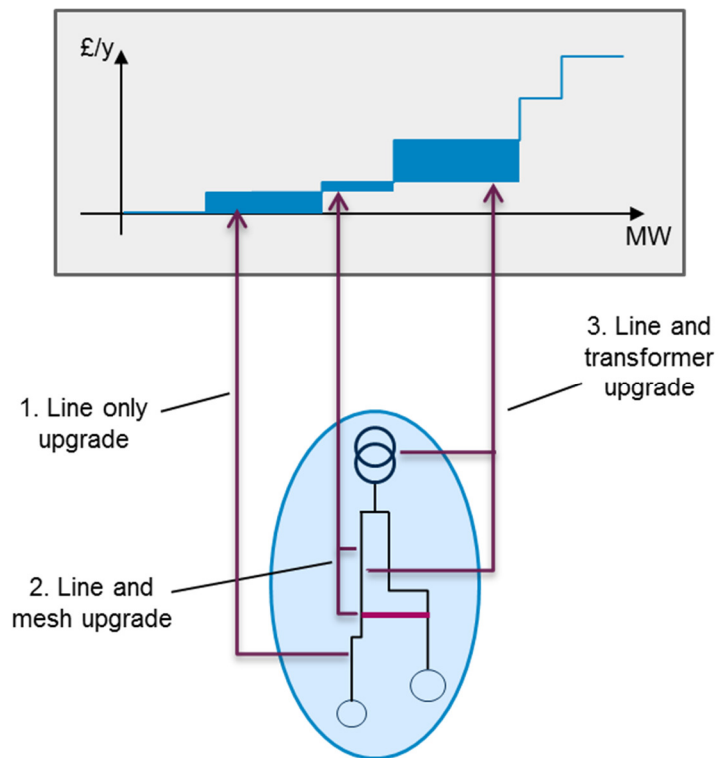 £/y
MW
3. Line and
transformer
upgrade
1. Line only
upgrade
2. Line and
mesh upgrade